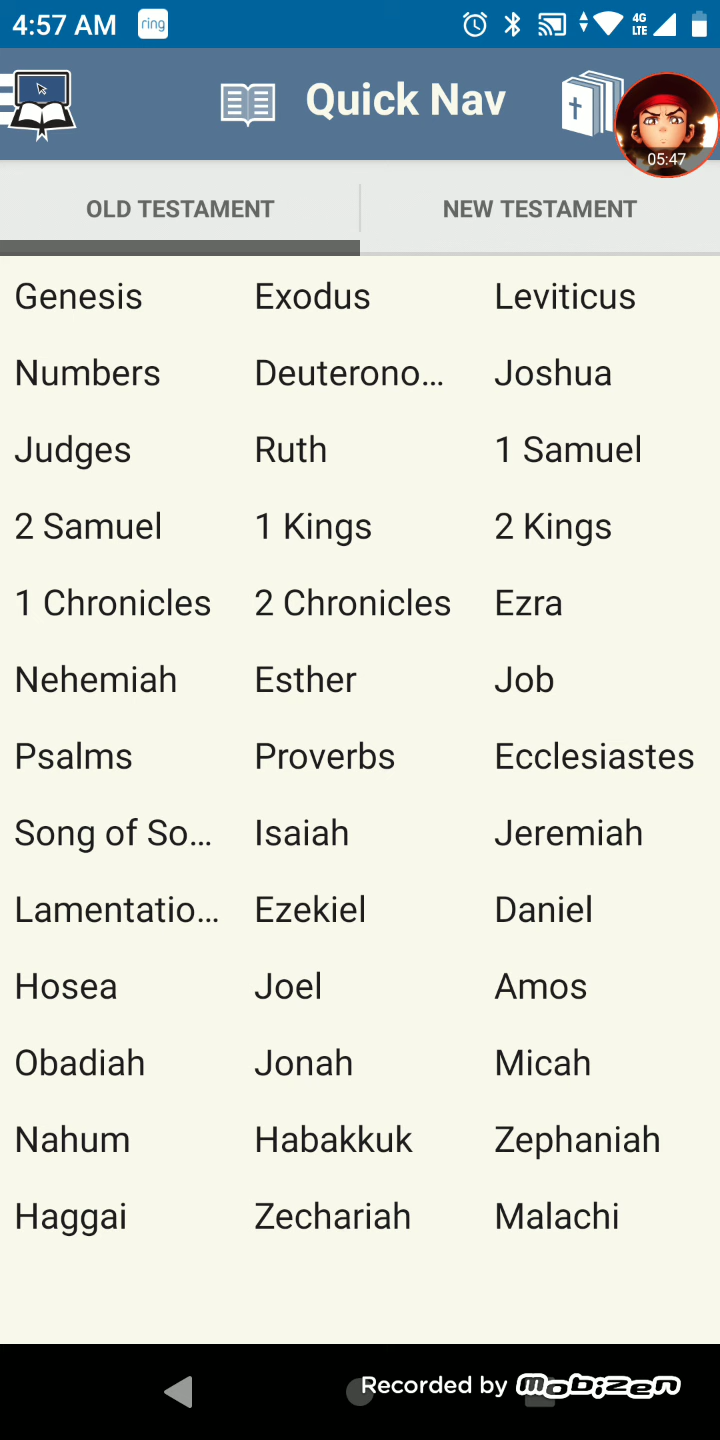 4:57 AM ring 4G LTE
Quick Nav
05:47
OLD TESTAMENT NEW TESTAMENT
Genesis Exodus Leviticus
Numbers Deuterono... Joshua
Judges Ruth 1 Samuel
2 Samuel 1 Kings 2 Kings
1 Chronicles 2 Chronicles Ezra
Nehemiah Esther Job
Psalms Proverbs Ecclesiastes
Song of So... Isaiah Jeremiah
Lamentatio... Ezekiel Daniel
Hosea Joel Amos
Obadiah Jonah Micah
Nahum Habakkuk Zephaniah
Haggai Zechariah Malachi
Recorded by mobizen